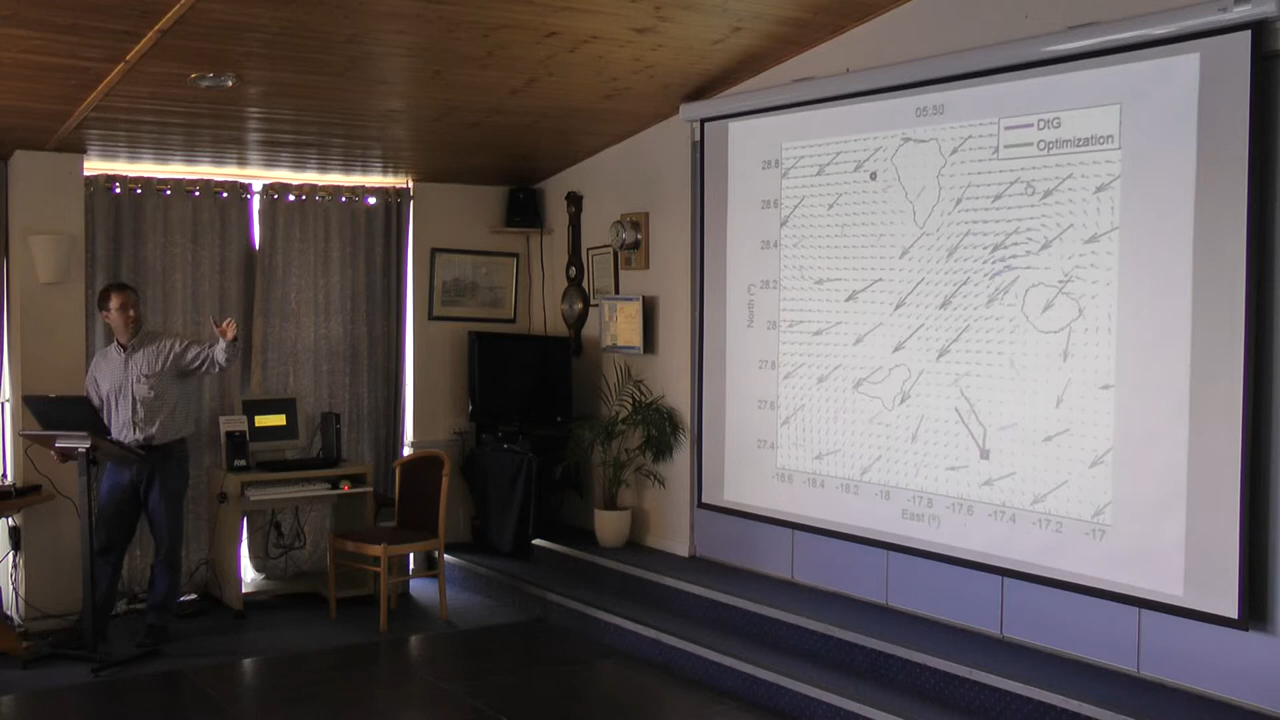 05:30
DtG
Optimization
28.8
28.6
28.4
28.2
28
27.8
27.6
27.4
North (º)
-18.6 -18.4 -18.2 -18 -17.8 -17.6 -17.4 -17.2 -17
East (º)